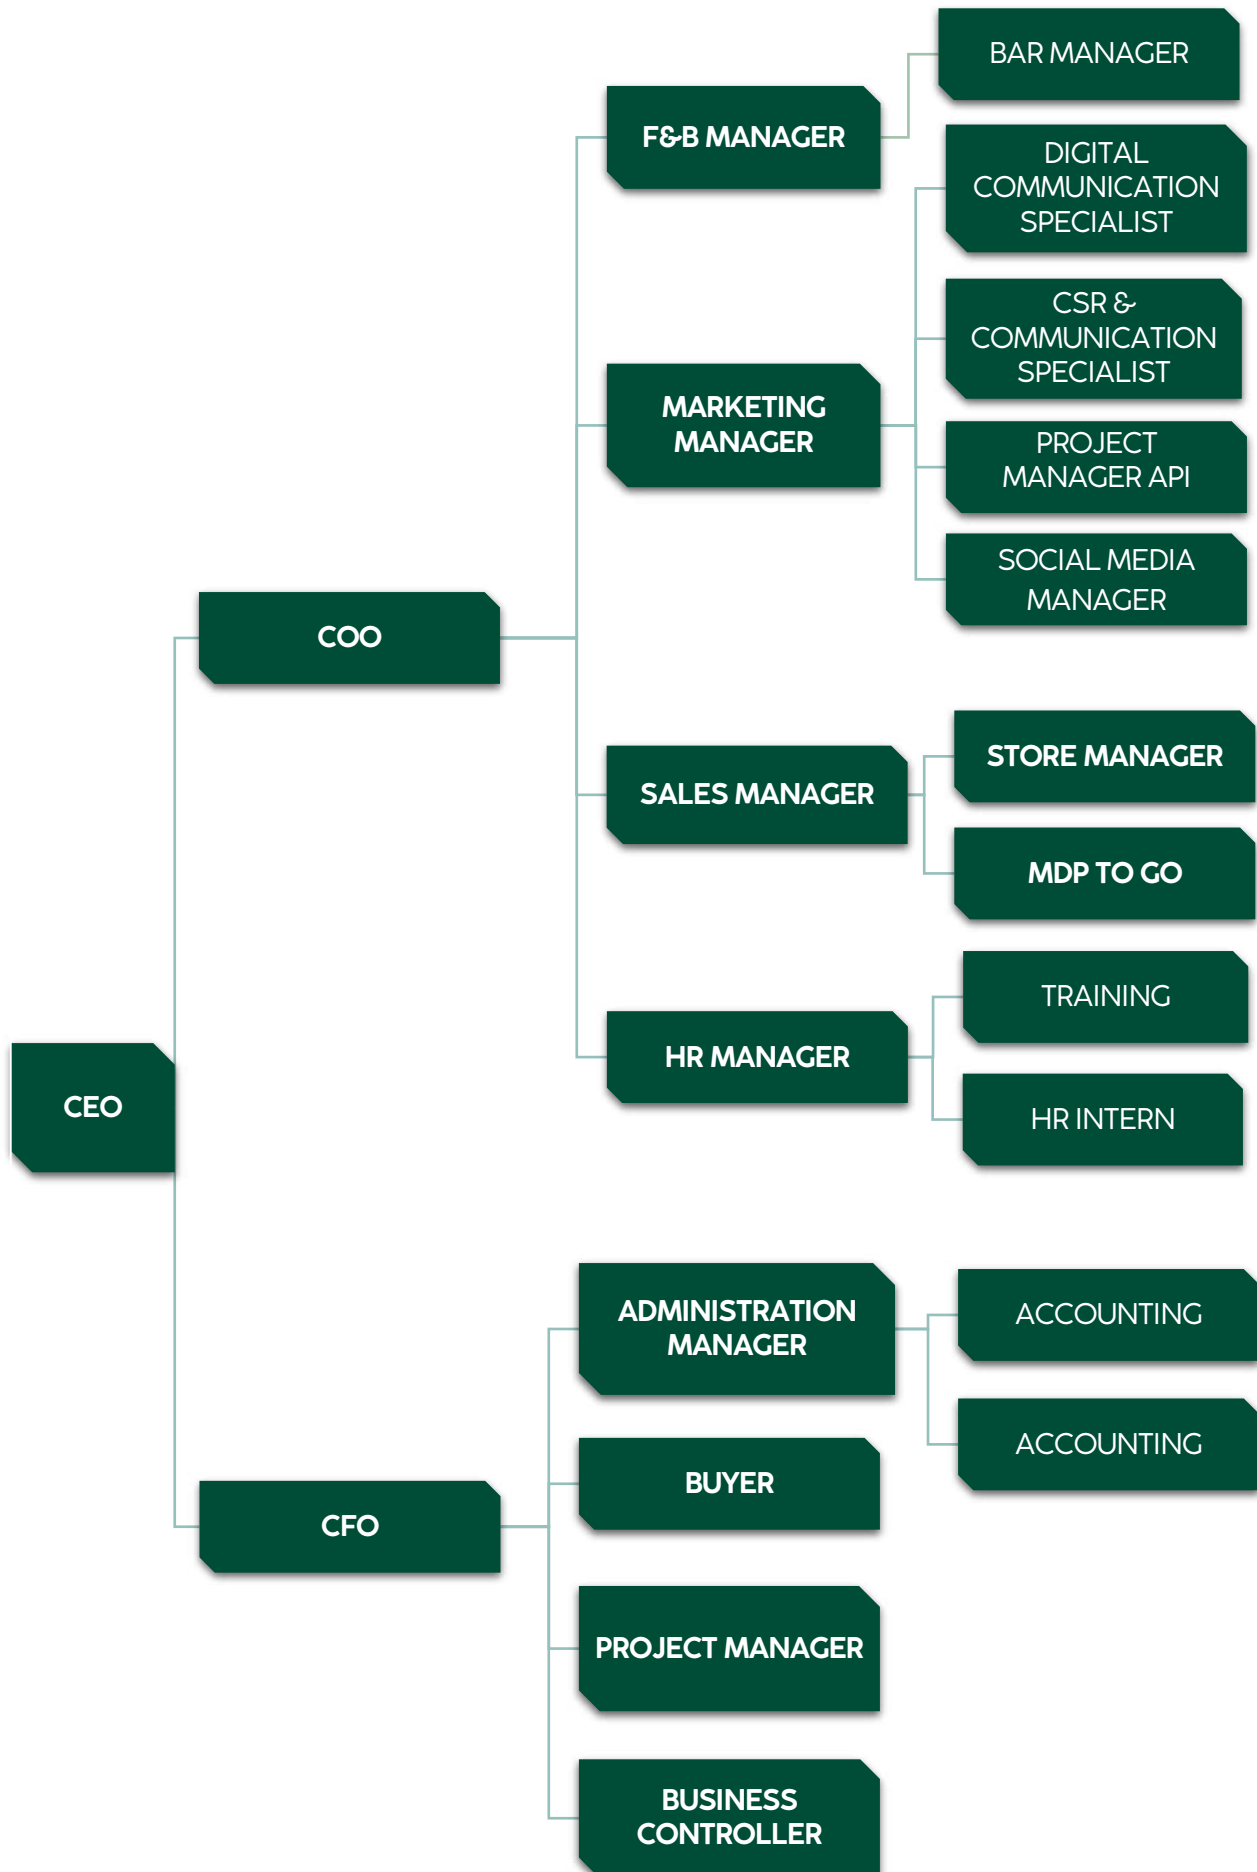 BAR MANAGER
F&B MANAGER
DIGITAL
COMMUNICATION
SPECIALIST
CSR &
COMMUNICATION
SPECIALIST
MARKETING
MANAGER
PROJECT
MANAGER API
SOCIAL MEDIA
MANAGER
COO
STORE MANAGER
SALES MANAGER
MDP TO GO
TRAINING
HR MANAGER
HR INTERN
CEO
ADMINISTRATION
MANAGER
ACCOUNTING
ACCOUNTING
BUYER
CFO
PROJECT MANAGER
BUSINESS
CONTROLLER